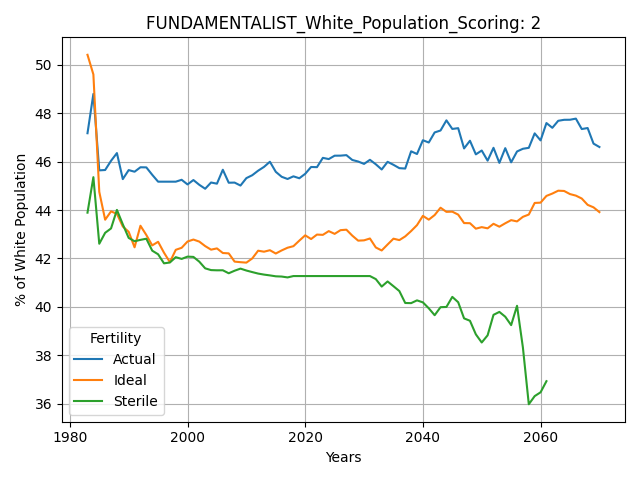 FUNDAMENTALIST_White_Population_Scoring: 2
% of White Population
50
48
46
44
42
40
38
36
Fertility
Actual
Ideal
Sterile
1980
2000
2020
2040
2060
Years